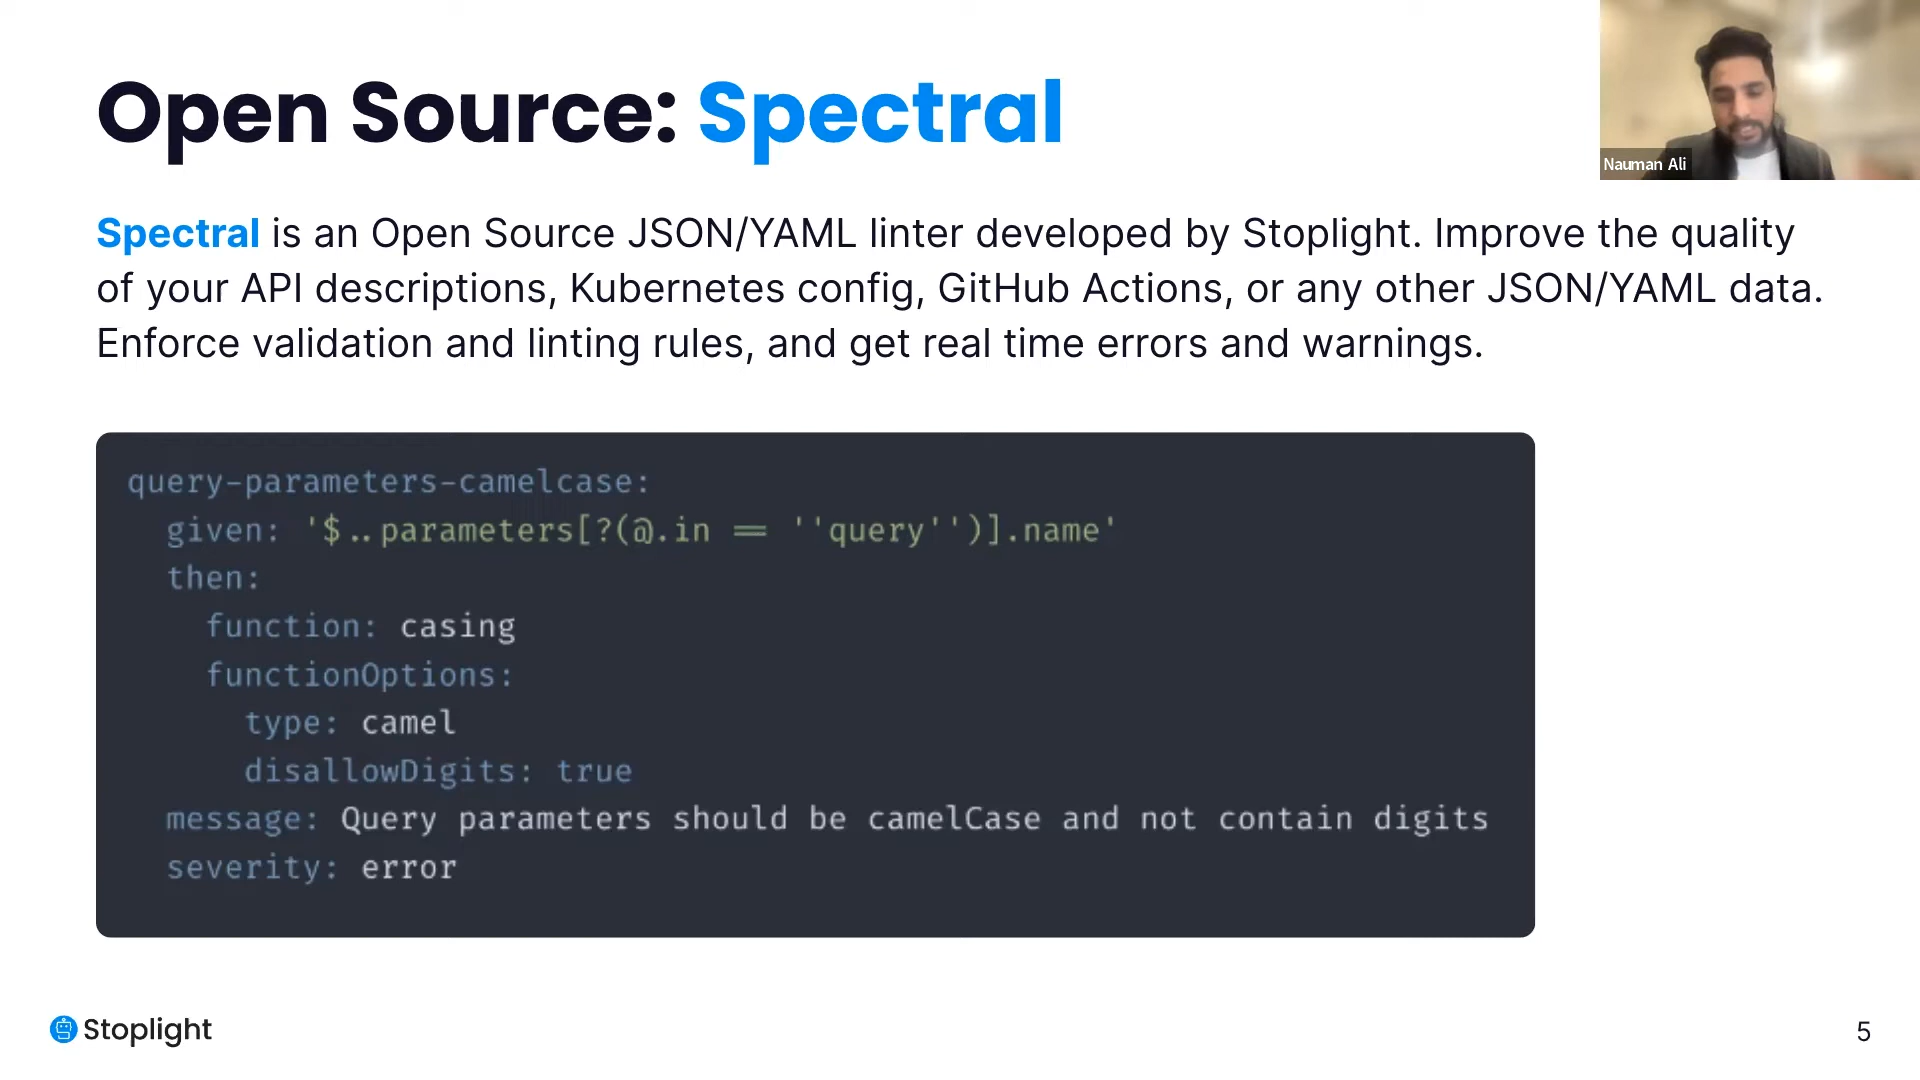 Open Source: Spectral
Nauman Ali
Spectral is an Open Source JSON/YAML linter developed by Stoplight. Improve the quality
of your API descriptions, Kubernetes config, GitHub Actions, or any other JSON/YAML data.
Enforce validation and linting rules, and get real time errors and warnings.
query-parameters-camelcase:
given: '$..parameters[?(@.in == ''query'')].name'
then:
function: casing
functionOptions:
type: camel
disallowDigits: true
message: Query parameters should be camelCase and not contain digits
severity: error
Stoplight
5